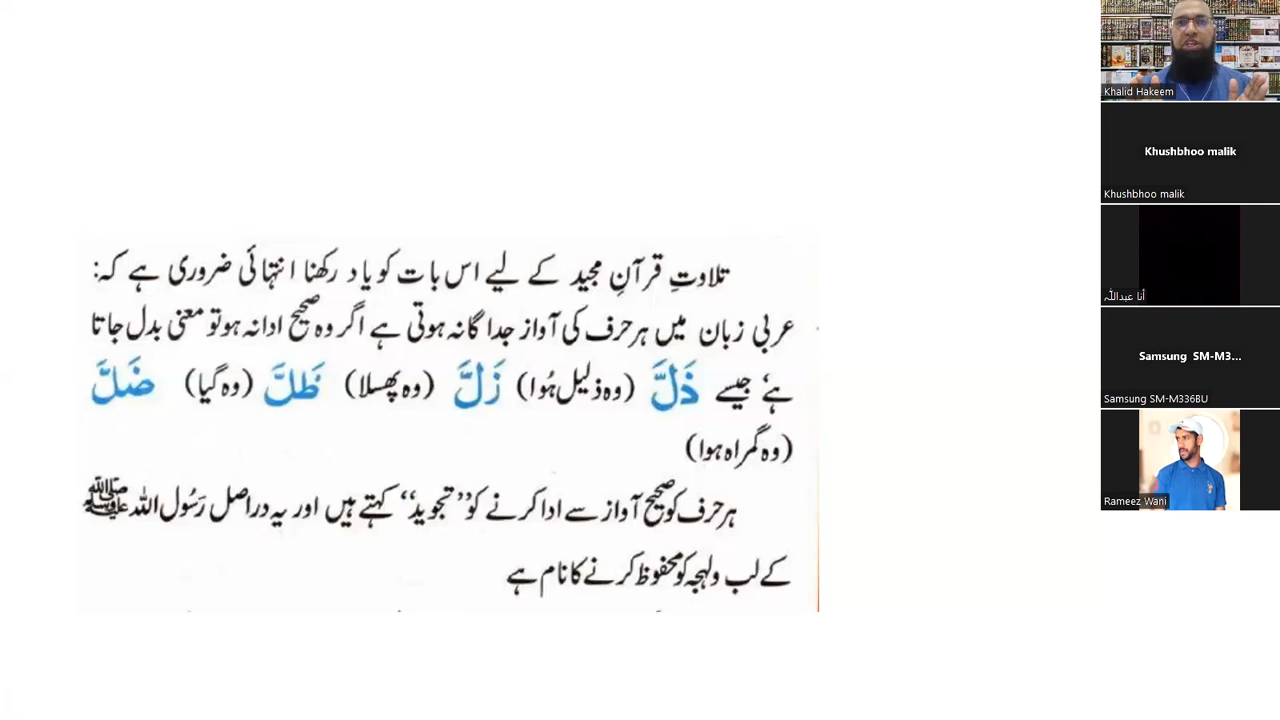 تلاوتِ قرآنِ مجید کے لیے اس بات کو یاد رکھنا انتہائی ضروری ہے کہ:
عربی زبان میں ہر حرف کی آواز جداگانہ ہوتی ہے اگر وہ صحیح ادا نہ ہو تو معنی بدل جاتا
ہے جیسے ذَلَّ (وہ ذلیل ہُوا) زَلَّ (وہ پھسلا) ظَلَّ (وہ گیا) ضَلَّ
(وہ گمراہ ہوا)
ہر حرف کو صحیح آواز سے ادا کرنے کو ”تجوید“ کہتے ہیں اور یہ دراصل رَسُول اللہ ﷺ
کے لب و لہجہ کو محفوظ کرنے کا نام ہے
Khalid Hakeem
Khushbhoo malik
Khushbhoo malik
أنا عبداللہ
Samsung SM-M3...
Samsung SM-M336BU
Rameez Wani